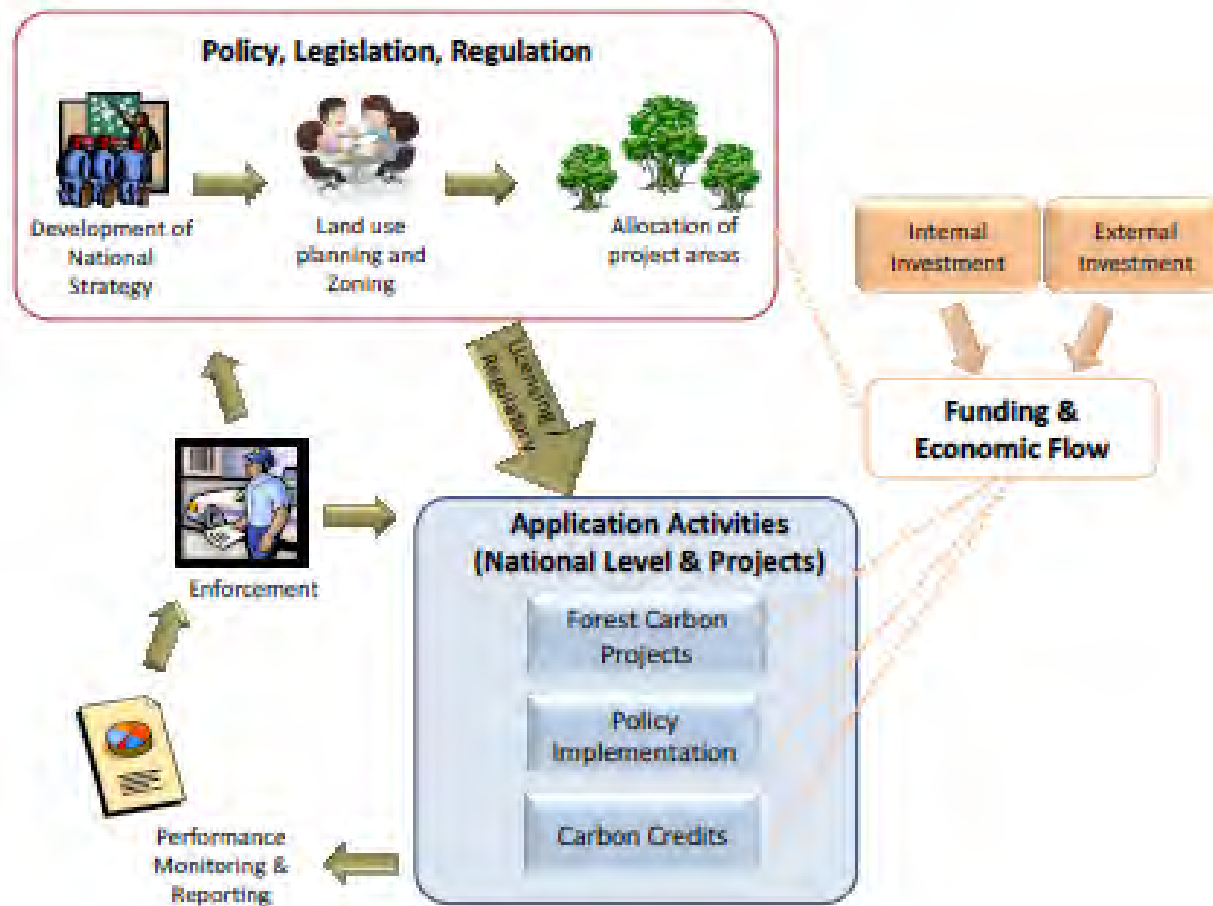 Policy, Legislation, Regulation
Development of
National
Strategy
Land use
planning and
Zoning
Allocation of
project areas
Internal
Investment
External
Investment
Licensing /
Regulatory
Funding &
Economic Flow
Enforcement
Application Activities
(National Level & Projects)
Forest Carbon
Projects
Policy
Implementation
Carbon Credits
Performance
Monitoring &
Reporting